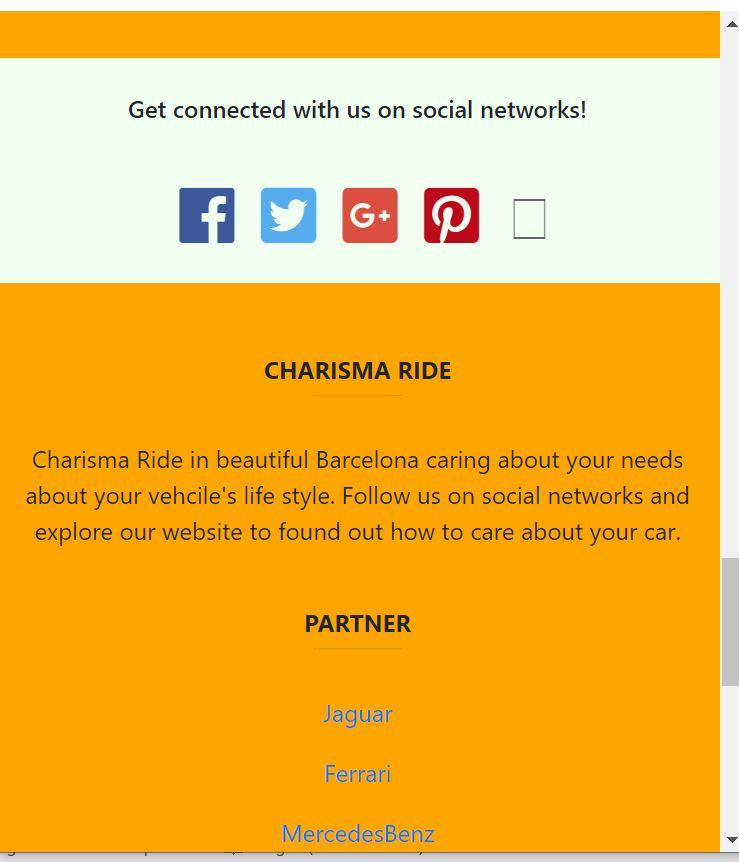 Get connected with us on social networks!
f
G+
CHARISMA RIDE
Charisma Ride in beautiful Barcelona caring about your needs
about your vehcile's life style. Follow us on social networks and
explore our website to found out how to care about your car.
PARTNER
Jaguar
Ferrari
MercedesBenz